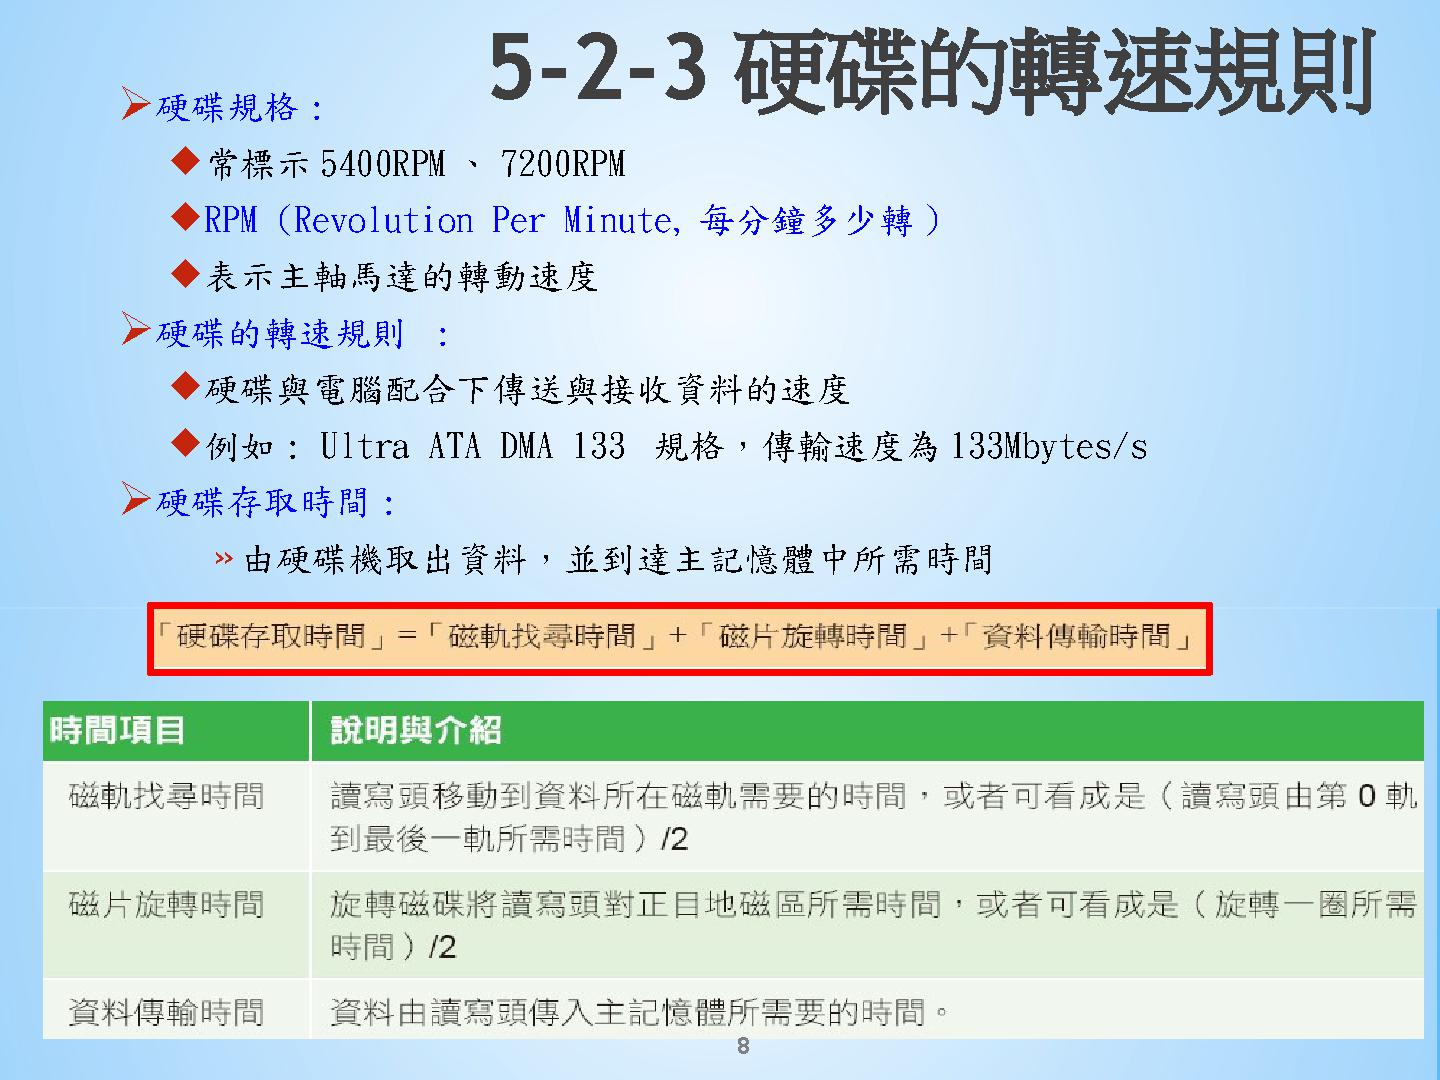 5-2-3 硬碟的轉速規則
硬碟規格：
常標示 5400RPM 、 7200RPM
RPM (Revolution Per Minute, 每分鐘多少轉）
表示主軸馬達的轉動速度
硬碟的轉速規則 ：
硬碟與電腦配合下傳送與接收資料的速度
例如： Ultra ATA DMA 133 規格，傳輸速度為 133Mbytes/s
硬碟存取時間：
» 由硬碟機取出資料，並到達主記憶體中所需時間
「硬碟存取時間」=「磁軌找尋時間」+「磁片旋轉時間」+「資料傳輸時間」
時間項目 說明與介紹
磁軌找尋時間 讀寫頭移動到資料所在磁軌需要的時間，或者可看成是（讀寫頭由第 0 軌
到最後一軌所需時間）/2
磁片旋轉時間 旋轉磁碟將讀寫頭對正目地磁區所需時間，或者可看成是（旋轉一圈所需
時間）/2
資料傳輸時間 資料由讀寫頭傳入主記憶體所需要的時間。
8